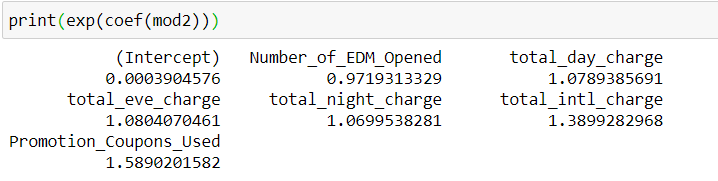 print(exp(coef(mod2)))
(Intercept) Number_of_EDM_Opened total_day_charge
0.0003904576 0.9719313329 1.0789385691
total_eve_charge total_night_charge total_intl_charge
1.0804070461 1.0699538281 1.3899282968
Promotion_Coupons_Used
1.5890201582